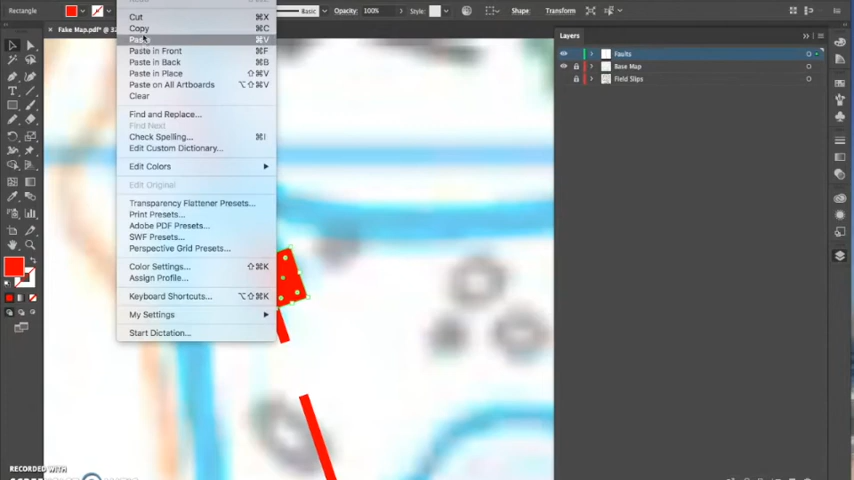 Rectangle
Basic
Opacity: 100%
Style:
Shape:
Transform
Fake Map.pdf* @ 32
Cut ⌘X
Copy ⌘C
Paste ⌘V
Paste in Front ⌘F
Paste in Back ⌘B
Paste in Place ⇧⌘V
Paste on All Artboards ⌥⇧⌘V
Clear
Find and Replace...
Find Next
Check Spelling... ⌘I
Edit Custom Dictionary...
Edit Colors
Edit Original
Transparency Flattener Presets...
Print Presets...
Adobe PDF Presets...
SWF Presets...
Perspective Grid Presets...
Color Settings... ⇧⌘K
Assign Profile...
Keyboard Shortcuts... ⌥⇧⌘K
My Settings
Start Dictation...
Layers
Faults
Base Map
Field Slips
RECORDED WITH